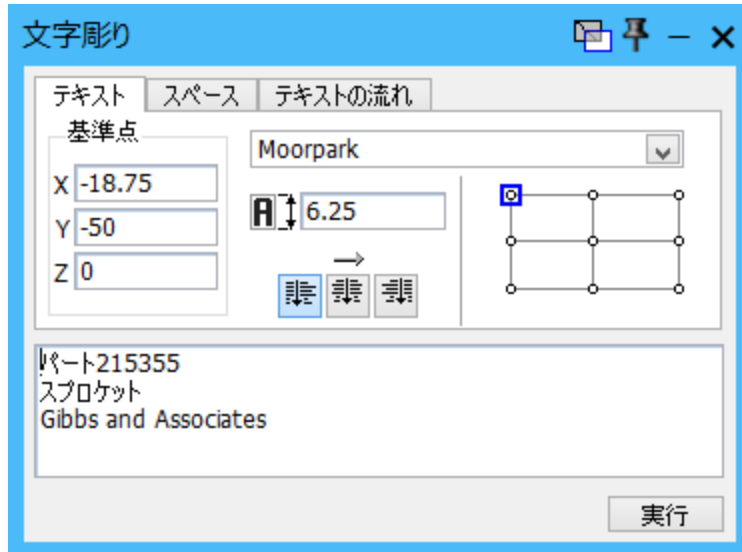 文字彫り
テキスト スペース テキストの流れ
基準点
Moorpark
X -18.75
Y -50
Z 0
A 6.25
パート215355
スプロケット
Gibbs and Associates
実行